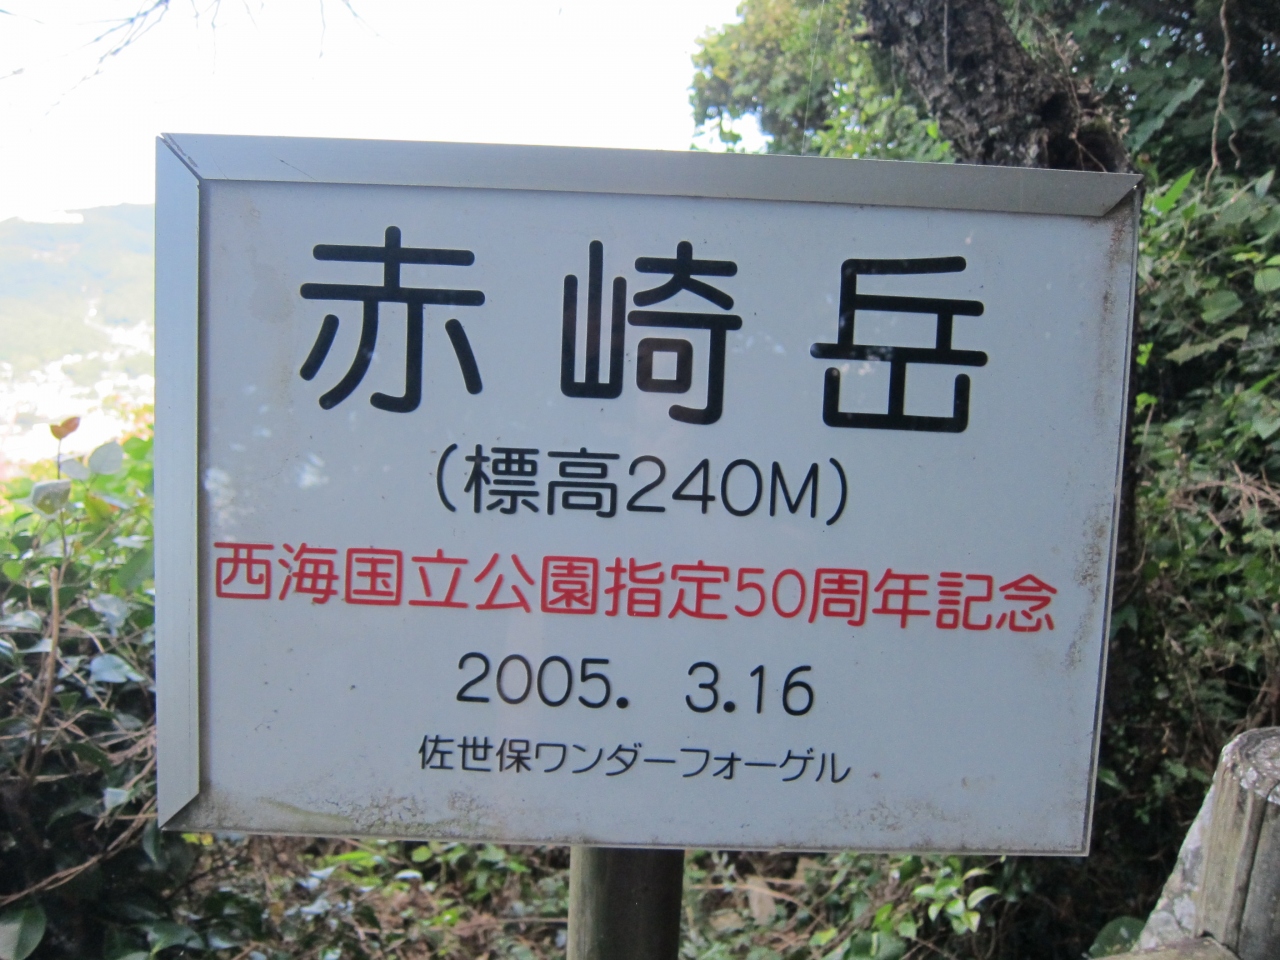 赤崎岳
(標高240M)
西海国立公園指定50周年記念
2005. 3.16
佐世保ワンダーフォーゲル